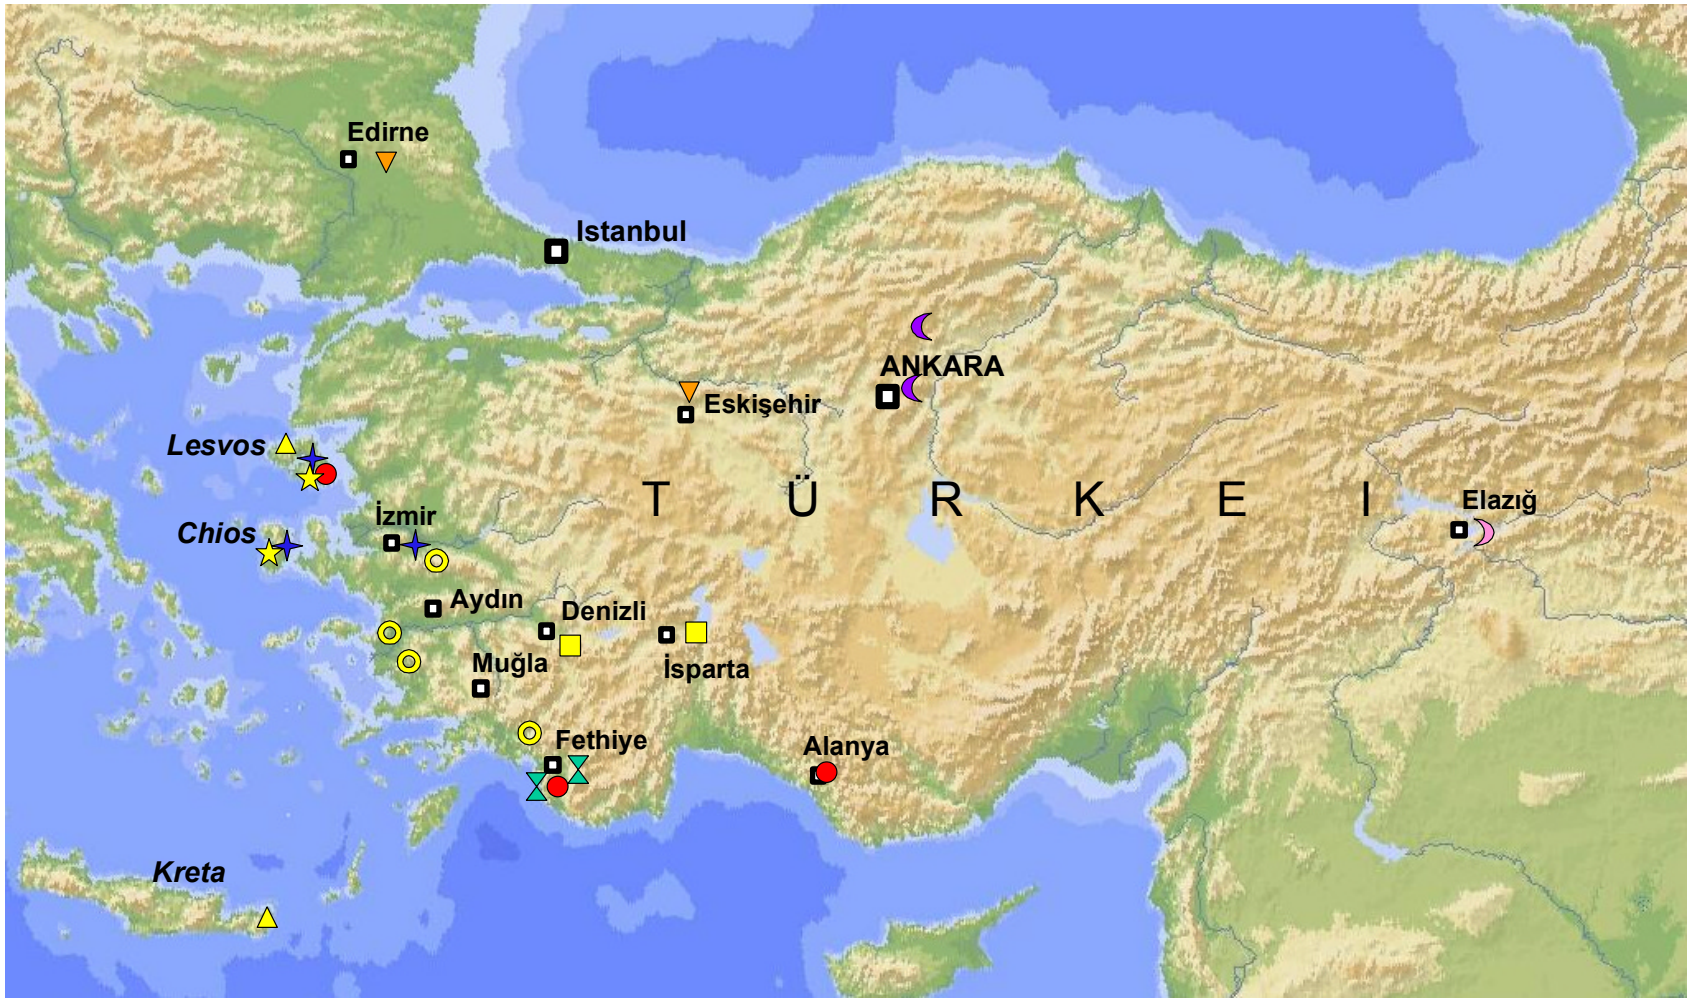 Edirne
Istanbul
ANKARA
Eskişehir
Lesvos
T Ü R K E I
Elazığ
İzmir
Chios
Aydın
Denizli
Muğla
İsparta
Fethiye
Alanya
Kreta